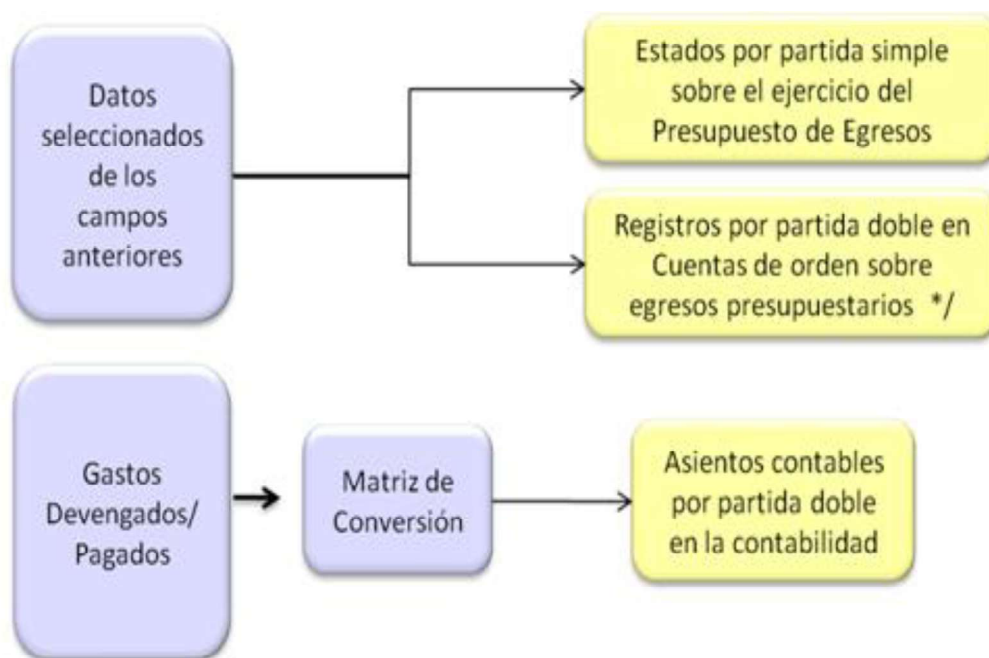 Datos
seleccionados
de los
campos
anteriores
Estados por partida simple
sobre el ejercicio del
Presupuesto de Egresos
Registros por partida doble en
Cuentas de orden sobre
egresos presupuestarios */
Gastos
Devengados/
Pagados
Matriz de
Conversión
Asientos contables
por partida doble
en la contabilidad